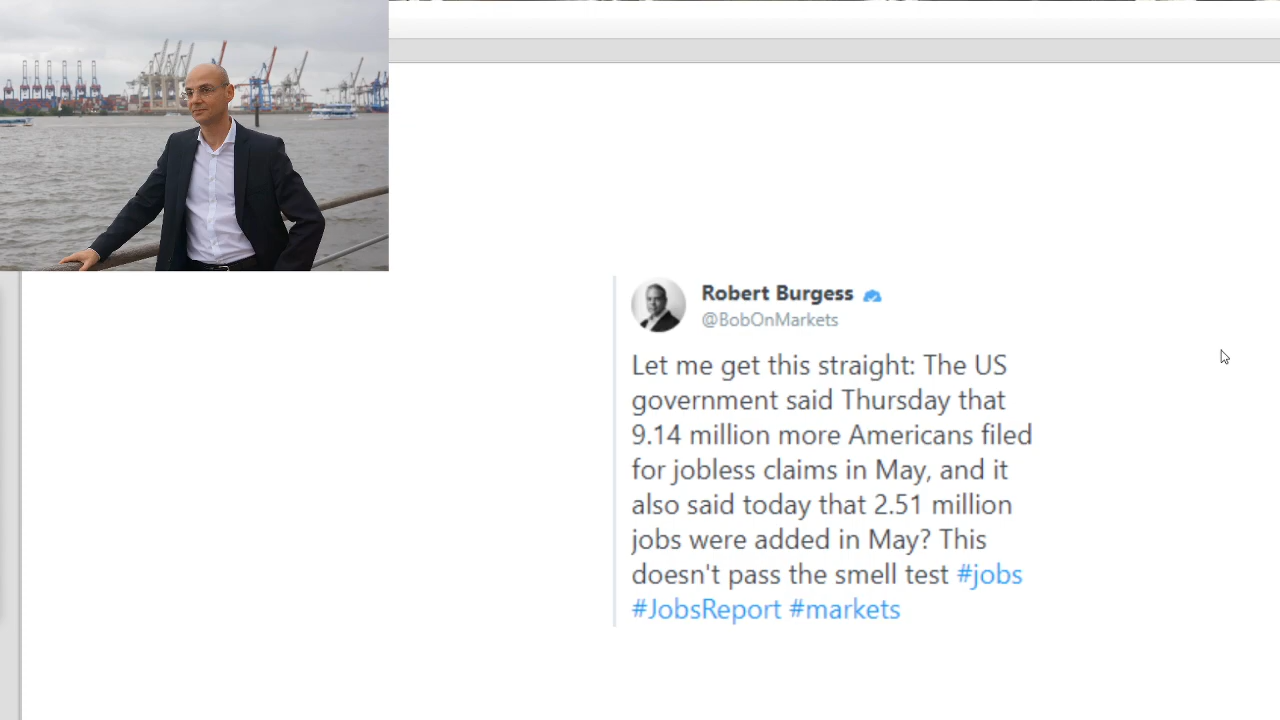 Robert Burgess
@BobOnMarkets
Let me get this straight: The US
government said Thursday that
9.14 million more Americans filed
for jobless claims in May, and it
also said today that 2.51 million
jobs were added in May? This
doesn't pass the smell test #jobs
#JobsReport #markets